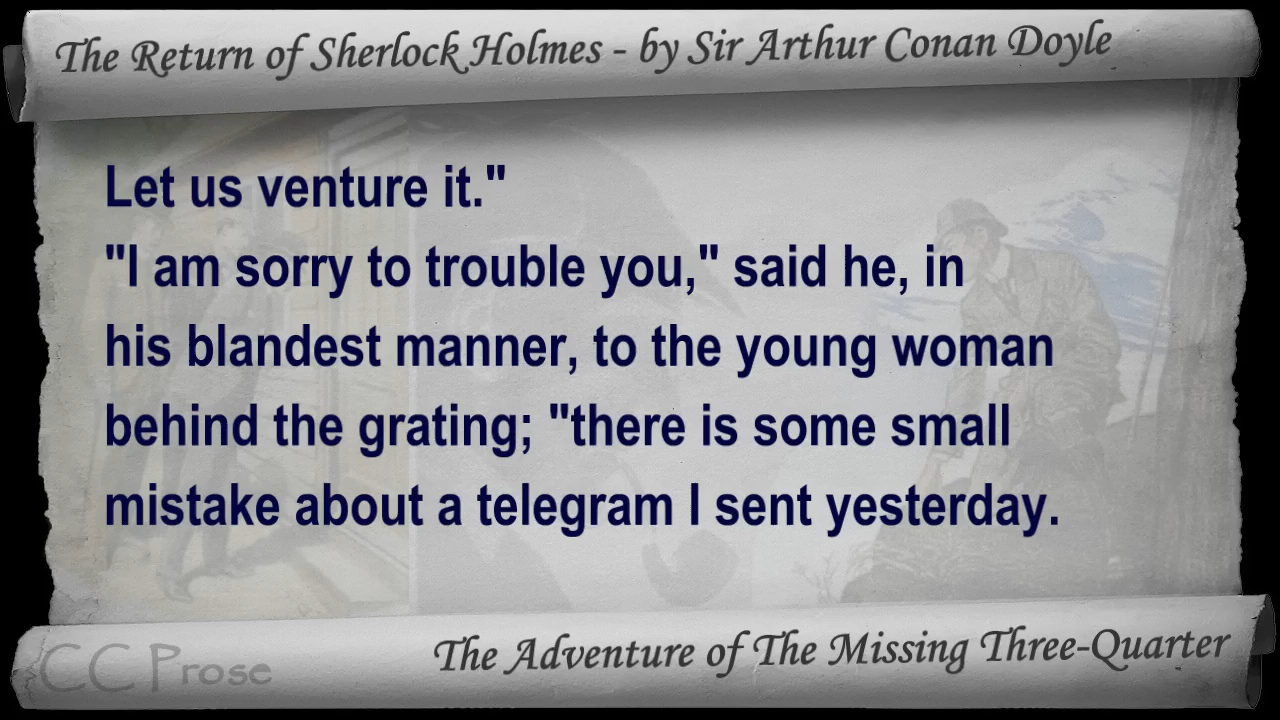 The Return of Sherlock Holmes - by Sir Arthur Conan Doyle
Let us venture it."
"I am sorry to trouble you," said he, in
his blandest manner, to the young woman
behind the grating; "there is some small
mistake about a telegram I sent yesterday.
CC Prose
The Adventure of The Missing Three-Quarter